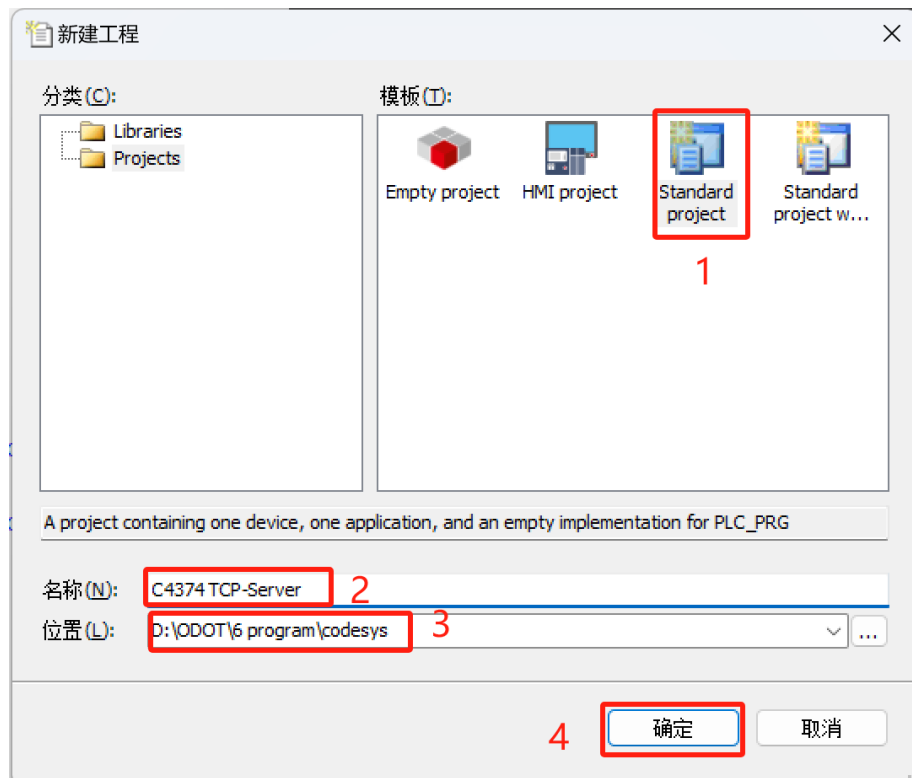 新建工程
分类(C):
模板(T):
Libraries
Projects
Empty project
HMI project
Standard project
Standard project w...
1
A project containing one device, one application, and an empty implementation for PLC_PRG
名称(N): C4374 TCP-Server 2
位置(L): D:\ODOT\6 program\codesys 3
...
4 确定 取消